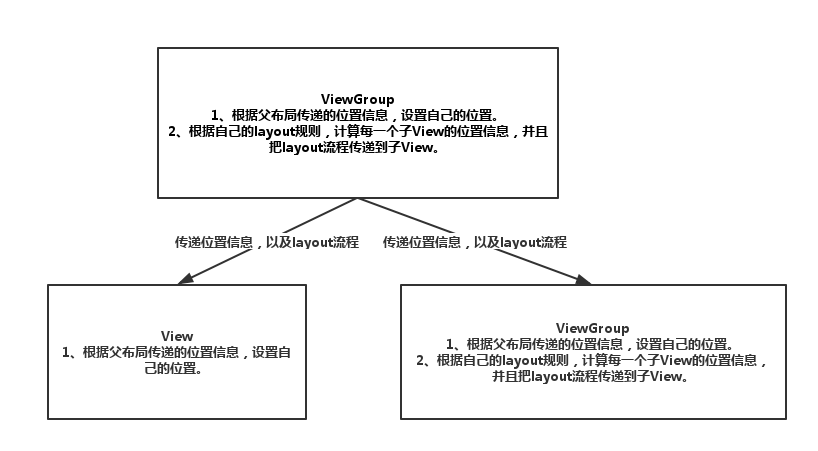 ViewGroup
1、根据父布局传递的位置信息，设置自己的位置。
2、根据自己的layout规则，计算每一个子View的位置信息，并且
把layout流程传递到子View。
传递位置信息，以及layout流程
传递位置信息，以及layout流程
View
1、根据父布局传递的位置信息，设置自
己的位置。
ViewGroup
1、根据父布局传递的位置信息，设置自己的位置。
2、根据自己的layout规则，计算每一个子View的位置信息，
并且把layout流程传递到子View。